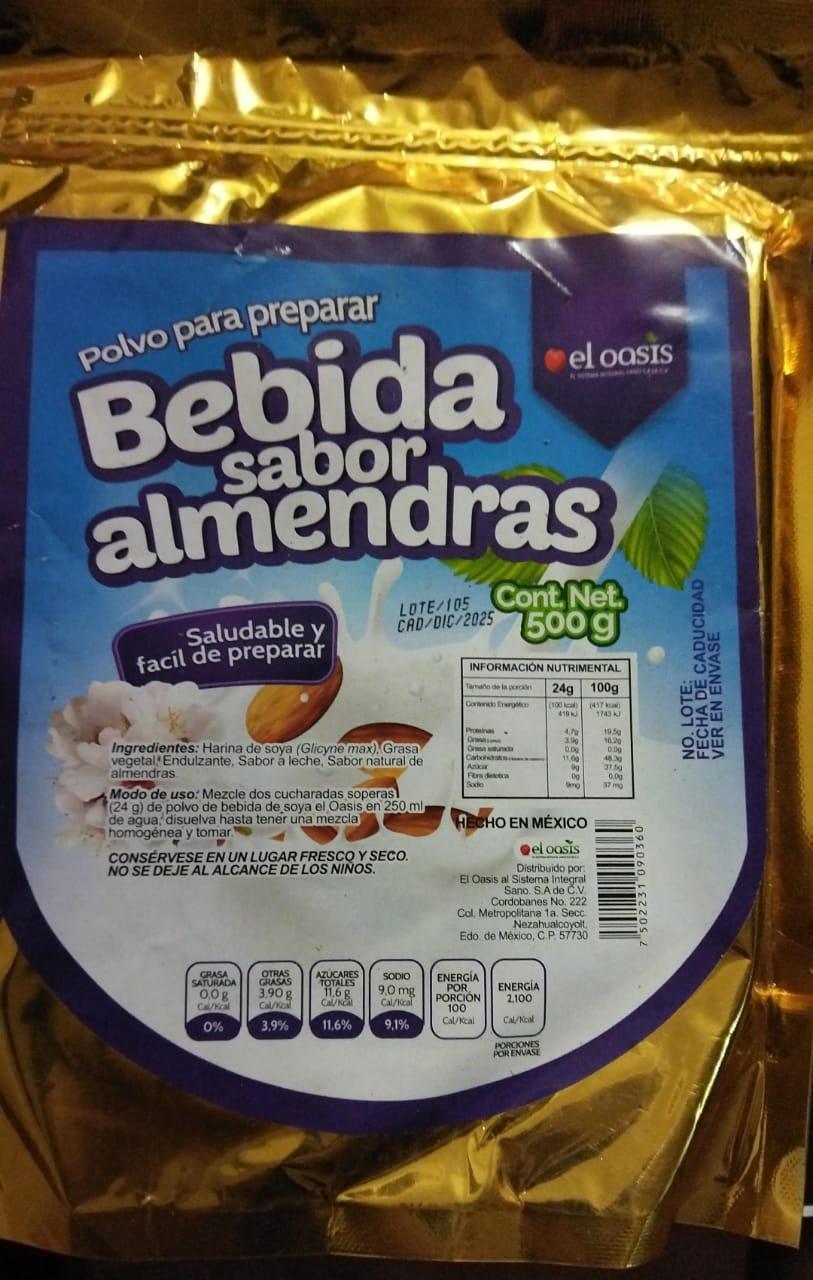 Polvo para preparar
Bebida
sabor
almendras
el oasis
Saludable y
facíl de preparar
LOTE/105
CAD/DIC/2025
Cont. Net.
500 g
NO. LOTE:
FECHA DE CADUCIDAD
VER EN ENVASE
INFORMACIÓN NUTRIMENTAL
Tamaño de la porción 24g 100g
Contenido Energético (100 kcal) (417 kcal)
419 kJ 1743 kJ
Proteínas 4,7g 19,5g
Grasas 3,9g 16,2g
Grasa saturada 0,0g 0,0g
Carbohidratos 11,6g 48,3g
Azúcar 9g 37,5g
Fibra dietetica 0g 0,0g
Sodio 9mg 37 mg
Ingredientes: Harina de soya (Glicyne max), Grasa
vegetal, Endulzante, Sabor a leche, Sabor natural de
almendras.
Modo de uso: Mezcle dos cucharadas soperas
(24 g) de polvo de bebida de soya el Oasis en 250 ml
de agua, disuelva hasta tener una mezcla
homogénea y tomar.
CONSÉRVESE EN UN LUGAR FRESCO Y SECO.
NO SE DEJE AL ALCANCE DE LOS NIÑOS.
HECHO EN MÉXICO
el oasis
Distribuido por:
El Oasis al Sistema Integral
Sano. S.A de C.V.
Cordobanes No. 222
Col. Metropolitana 1a. Secc.
Nezahualcoyolt,
Edo. de México, C.P. 57730
7 502231 090360
GRASA
SATURADA
0,0 g
Cal/Kcal
0%
OTRAS
GRASAS
3,90 g
Cal/Kcal
3,9%
AZÚCARES
TOTALES
11,6 g
Cal/Kcal
11,6%
SODIO
9,0 mg
Cal/Kcal
9,1%
ENERGÍA
POR
PORCIÓN
100
Cal/Kcal
ENERGÍA
2,100
Cal/Kcal
PORCIONES
POR ENVASE